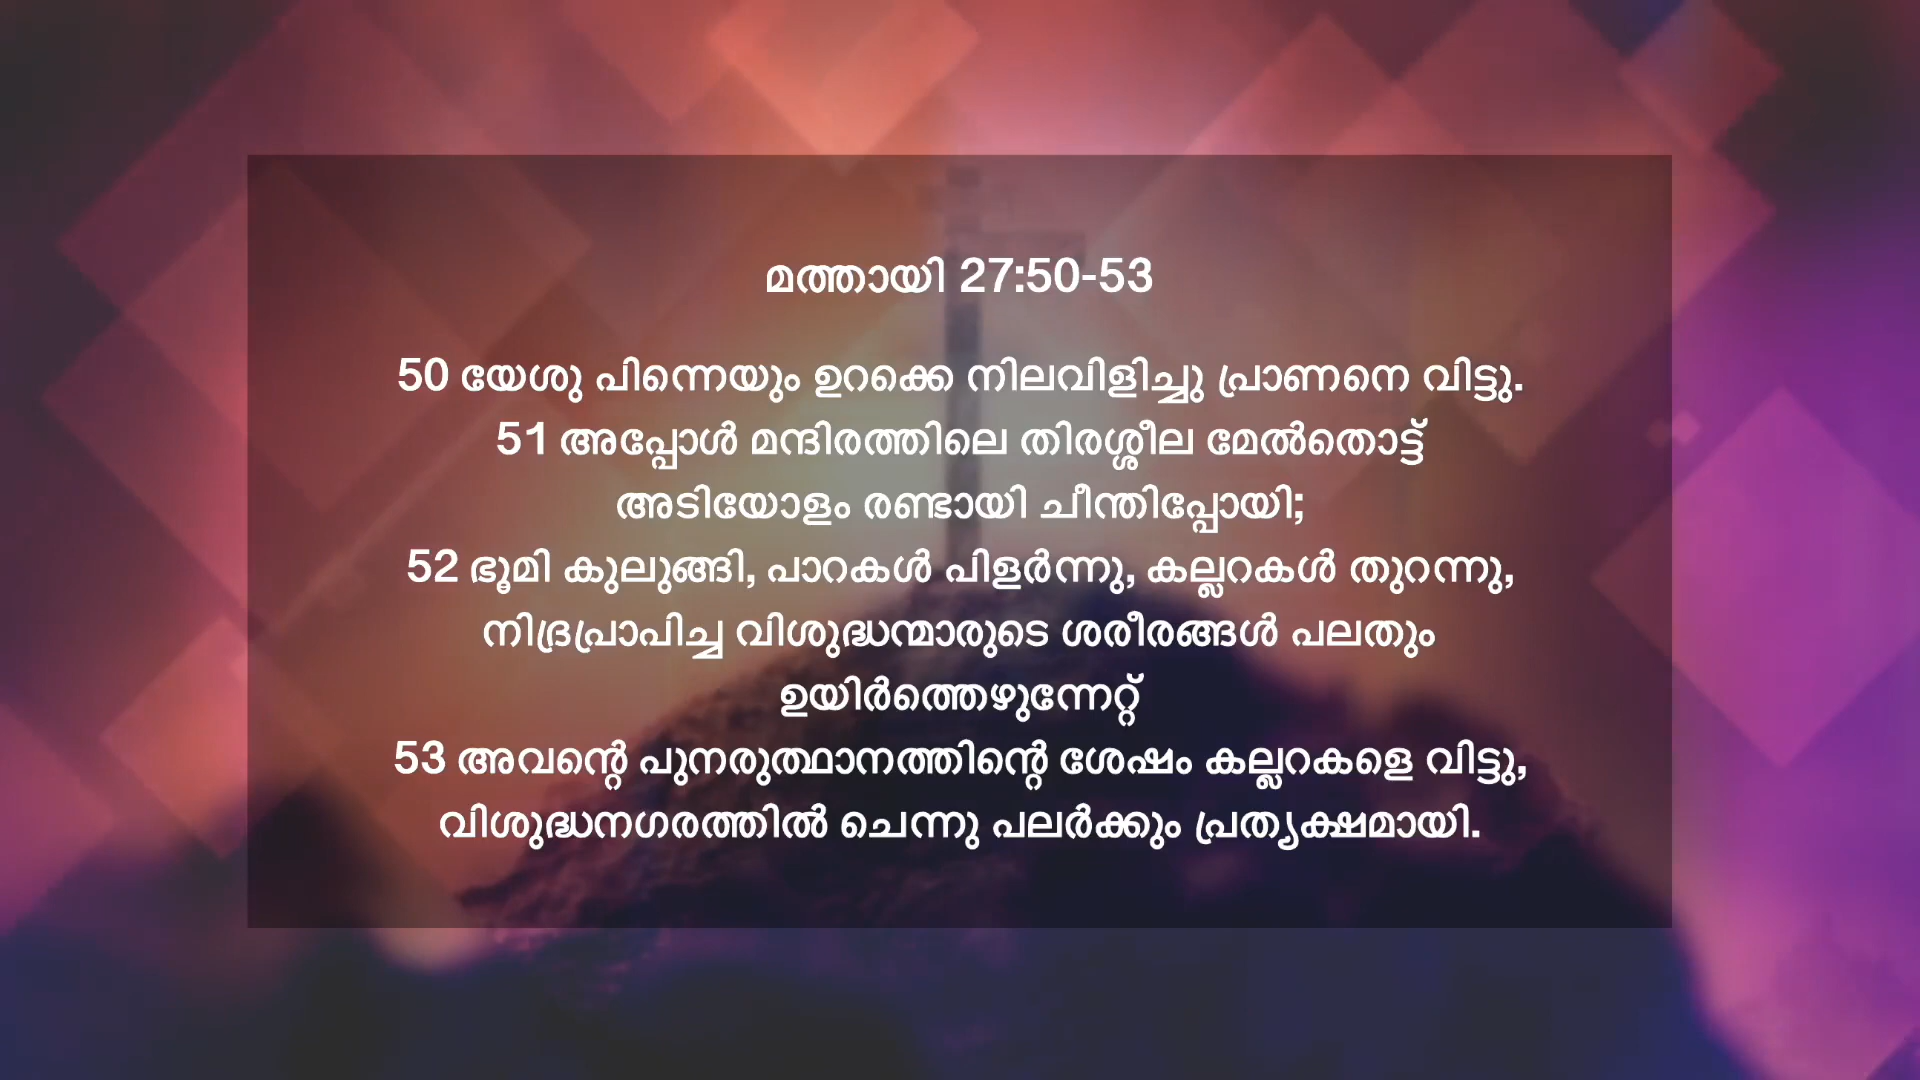 മത്തായി 27:50-53
50 യേശു പിന്നെയും ഉറക്കെ നിലവിളിച്ചു പ്രാണനെ വിട്ടു.
51 അപ്പോൾ മന്ദിരത്തിലെ തിരശ്ശീല മേൽതൊട്ട്
അടിയോളം രണ്ടായി ചീന്തിപ്പോയി;
52 ഭൂമി കുലുങ്ങി, പാറകൾ പിളർന്നു, കല്ലറകൾ തുറന്നു,
നിദ്രപ്രാപിച്ച വിശുദ്ധന്മാരുടെ ശരീരങ്ങൾ പലതും
ഉയിർത്തെഴുന്നേറ്റ്
53 അവന്റെ പുനരുത്ഥാനത്തിന്റെ ശേഷം കല്ലറകളെ വിട്ടു,
വിശുദ്ധനഗരത്തിൽ ചെന്നു പലർക്കും പ്രത്യക്ഷമായി.